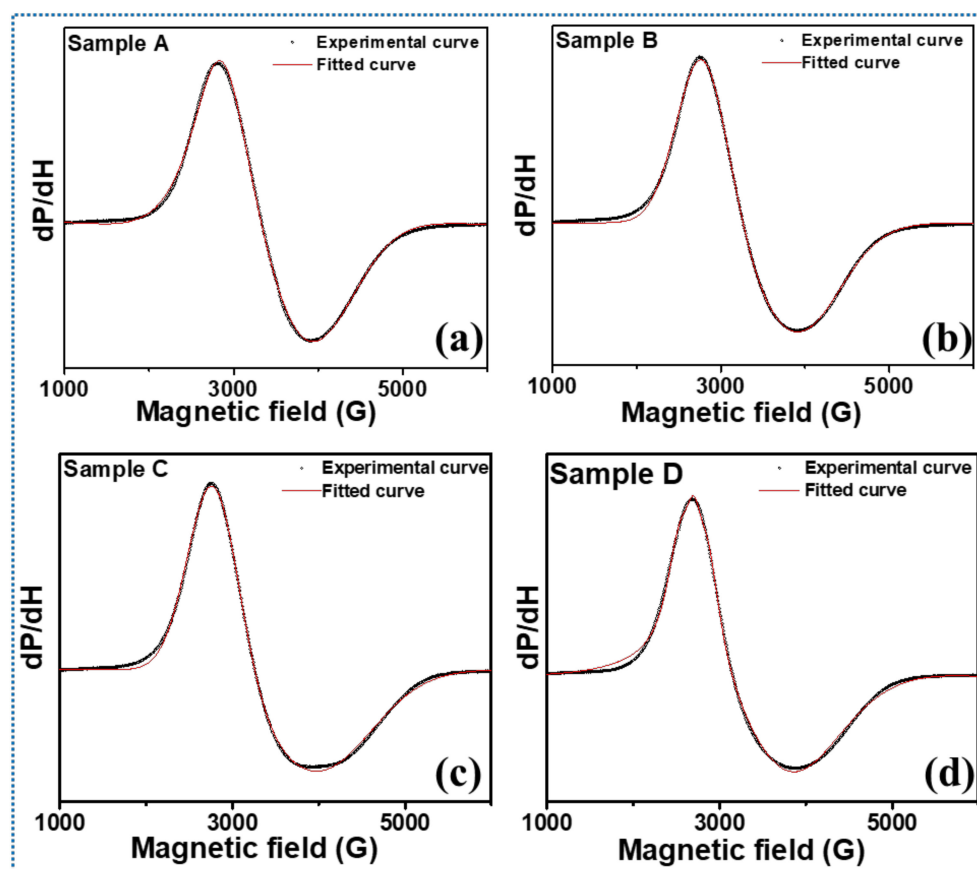 Sample A
Experimental curve
Fitted curve
dP/dH
(a)
1000 3000 5000
Magnetic field (G)
Sample B
Experimental curve
Fitted curve
dP/dH
(b)
1000 3000 5000
Magnetic field (G)
Sample C
Experimental curve
Fitted curve
dP/dH
(c)
1000 3000 5000
Magnetic field (G)
Sample D
Experimental curve
Fitted curve
dP/dH
(d)
1000 3000 5000
Magnetic field (G)